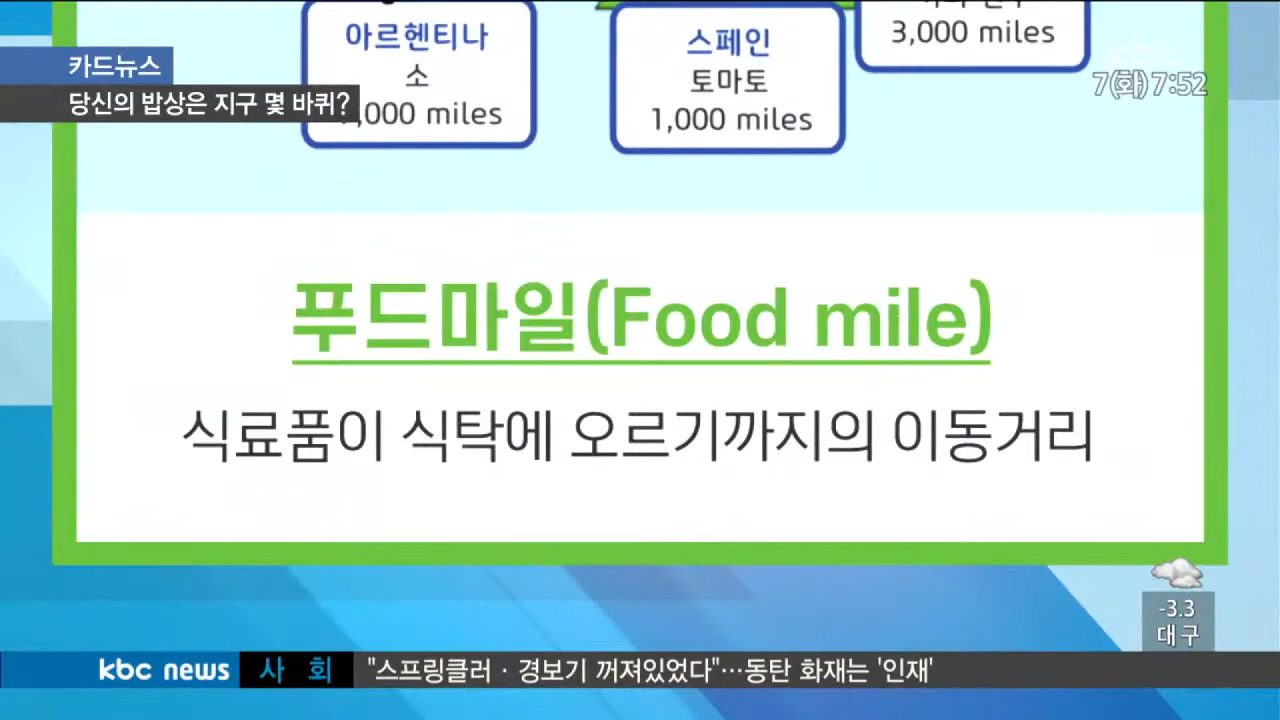 아르헨티나
소
,000 miles
스페인
토마토
1,000 miles
3,000 miles
카드뉴스
당신의 밥상은 지구 몇 바퀴?
7(화) 7:52
푸드마일(Food mile)
식료품이 식탁에 오르기까지의 이동거리
-3.3
대구
kbc news
사 회
"스프링클러·경보기 꺼져있었다"…동탄 화재는 '인재'